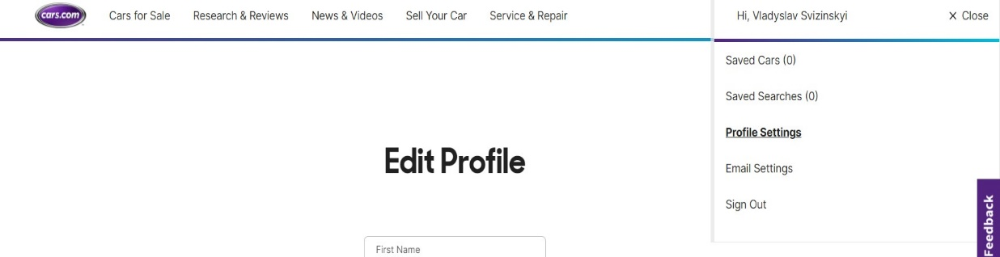 cars.com Cars for Sale Research & Reviews News & Videos Sell Your Car Service & Repair Hi, Vladyslav Svizinskyi X Close
Saved Cars (0)
Saved Searches (0)
Profile Settings
Edit Profile
Email Settings
Sign Out
Feedback
First Name